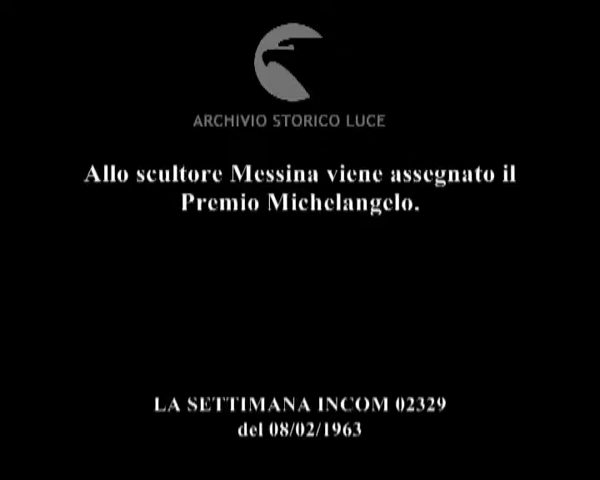 ARCHIVIO STORICO LUCE
Allo scultore Messina viene assegnato il
Premio Michelangelo.
LA SETTIMANA INCOM 02329
del 08/02/1963